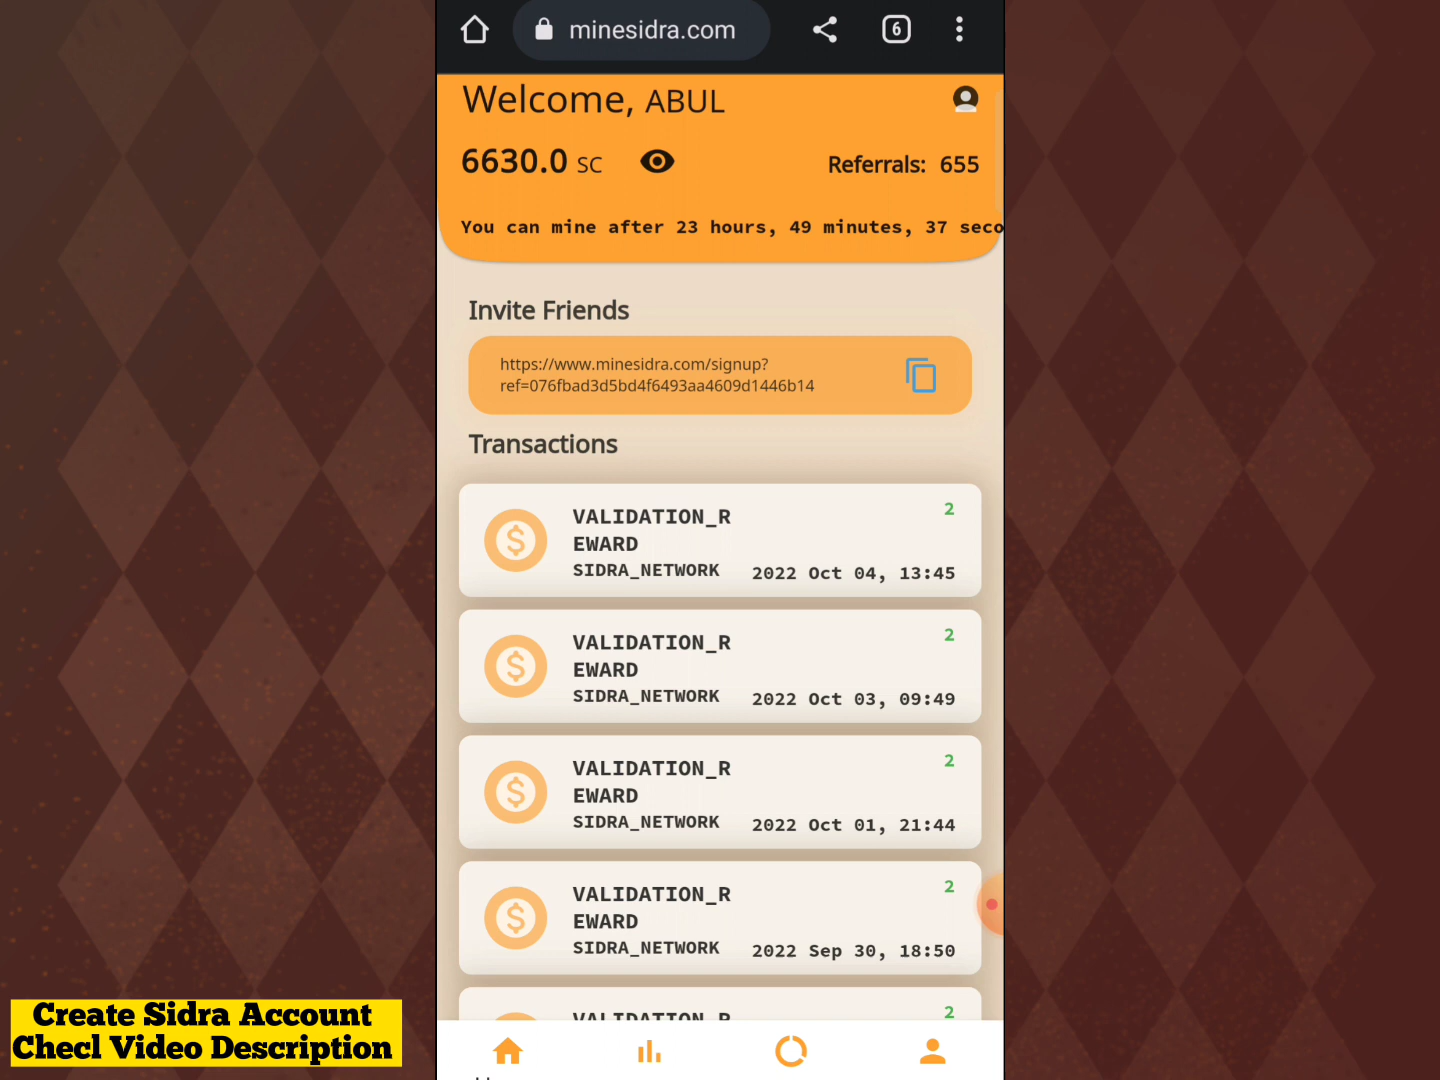 minesidra.com
6
Welcome, ABUL
6630.0 SC
Referrals: 655
You can mine after 23 hours, 49 minutes, 37 seco
Invite Friends
https://www.minesidra.com/signup?
ref=076fbad3d5bd4f6493aa4609d1446b14
Transactions
VALIDATION_R
EWARD
2
SIDRA_NETWORK
2022 Oct 04, 13:45
VALIDATION_R
EWARD
2
SIDRA_NETWORK
2022 Oct 03, 09:49
VALIDATION_R
EWARD
2
SIDRA_NETWORK
2022 Oct 01, 21:44
VALIDATION_R
EWARD
2
SIDRA_NETWORK
2022 Sep 30, 18:50
VALIDATION_R
2
Create Sidra Account
Checl Video Description